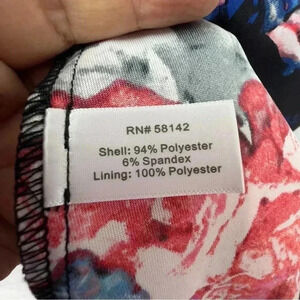 RN# 58142
Shell: 94% Polyester
6% Spandex
Lining: 100% Polyester